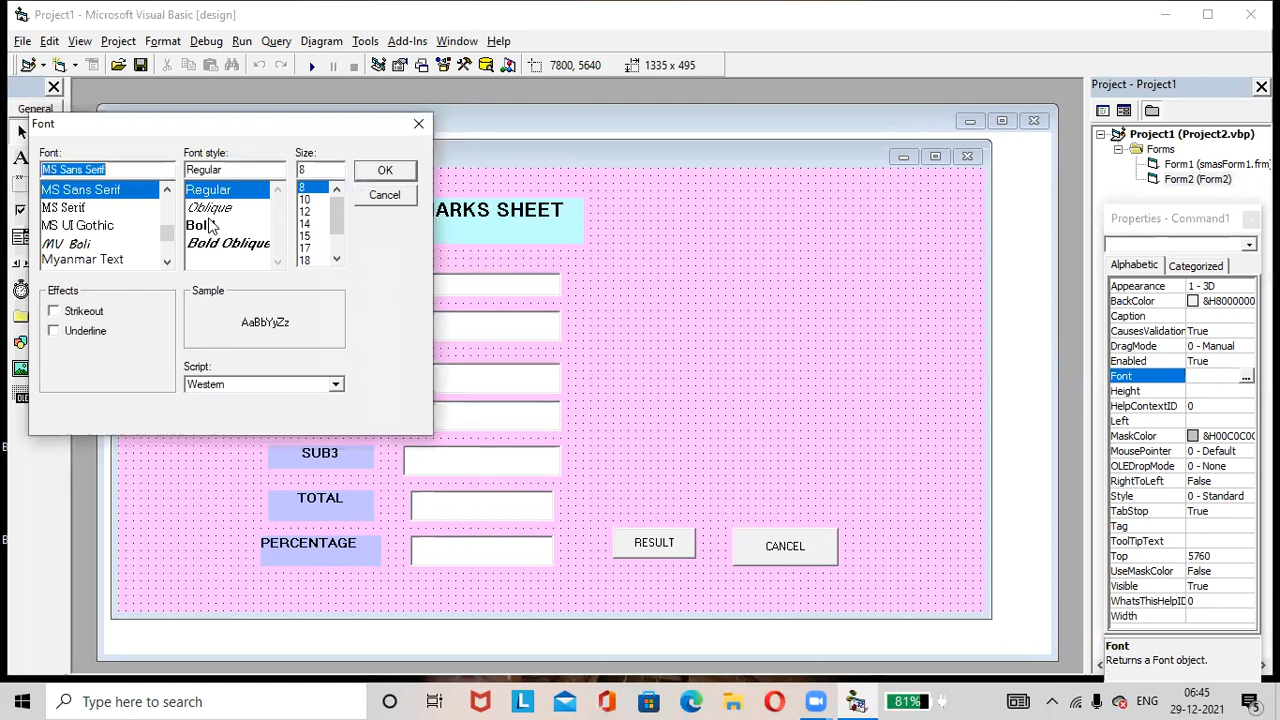 Project1 - Microsoft Visual Basic [design]
File Edit View Project Format Debug Run Query Diagram Tools Add-Ins Window Help
7800, 5640
1335 x 495
General
Font
Font:
Font style:
Size:
MS Sans Serif
Regular
8
OK
Cancel
MS Sans Serif
MS Serif
MS UI Gothic
MV Boli
Myanmar Text
Regular
Oblique
Bold
Bold Oblique
8
10
12
14
15
17
18
Effects
Strikeout
Underline
Sample
AaBbYyZz
Script:
Western
ARKS SHEET
SUB3
TOTAL
PERCENTAGE
RESULT
CANCEL
Project - Project1
Project1 (Project2.vbp)
Forms
Form1 (smasForm1.frm
Form2 (Form2)
Properties - Command1
Alphabetic Categorized
Appearance 1 - 3D
BackColor &H8000000
Caption
CausesValidation True
DragMode 0 - Manual
Enabled True
Font ...
Height
HelpContextID 0
Left
MaskColor &H00C0C0
MousePointer 0 - Default
OLEDropMode 0 - None
RightToLeft False
Style 0 - Standard
TabStop True
Tag
ToolTipText
Top 5760
UseMaskColor False
Visible True
WhatsThisHelpID 0
Width
Font
Returns a Font object.
Type here to search
81%
ENG
06:45
29-12-2021
5